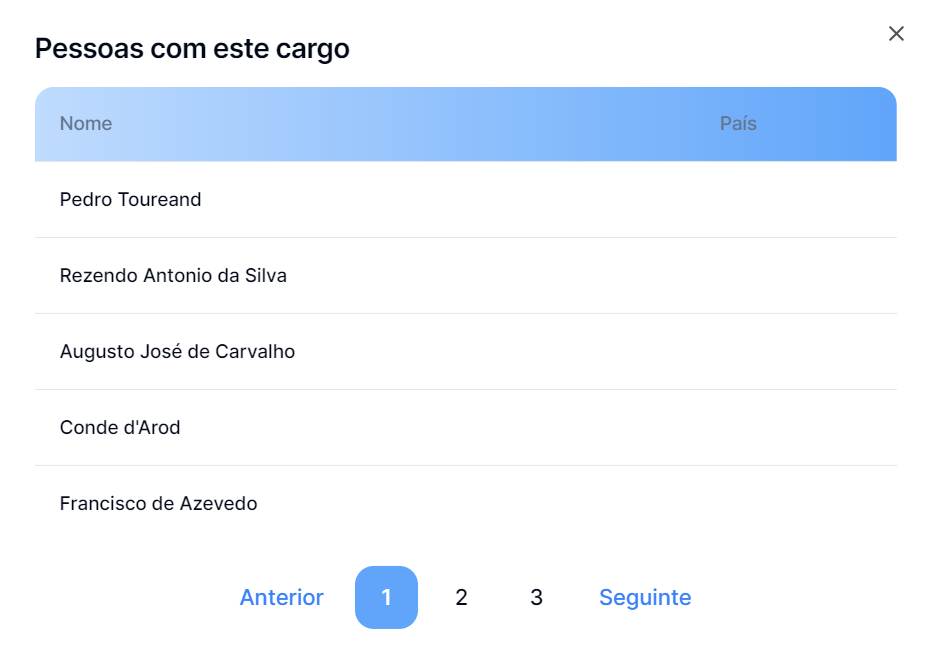 Pessoas com este cargo
Nome País
Pedro Toureand
Rezendo Antonio da Silva
Augusto José de Carvalho
Conde d'Arod
Francisco de Azevedo
Anterior 1 2 3 Seguinte